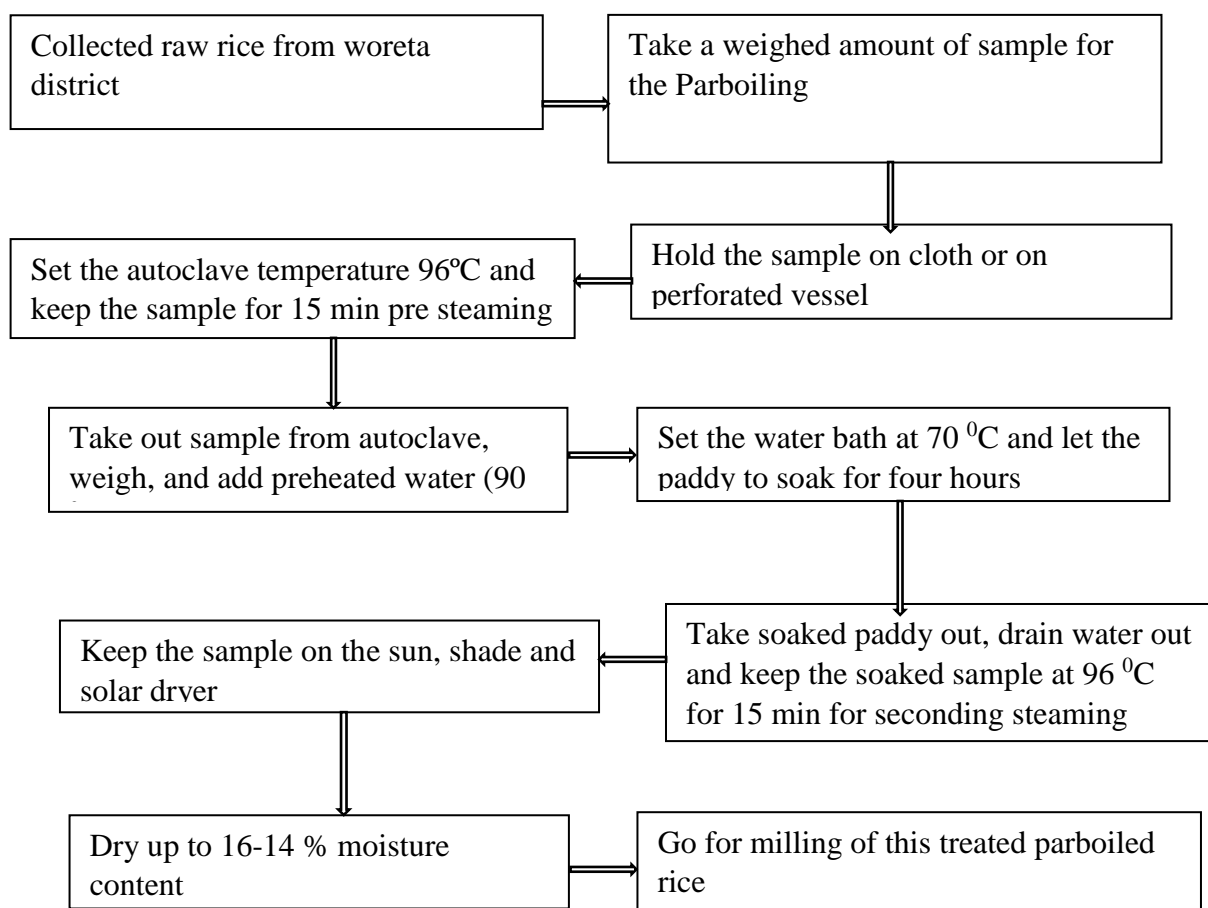 Collected raw rice from woreta
district
Take a weighed amount of sample for
the Parboiling
Hold the sample on cloth or on
perforated vessel
Set the autoclave temperature 96ºC and
keep the sample for 15 min pre steaming
Take out sample from autoclave,
weigh, and add preheated water (90
Set the water bath at 70 ⁰C and let the
paddy to soak for four hours
Take soaked paddy out, drain water out
and keep the soaked sample at 96 ⁰C
for 15 min for seconding steaming
Keep the sample on the sun, shade and
solar dryer
Dry up to 16-14 % moisture
content
Go for milling of this treated parboiled
rice